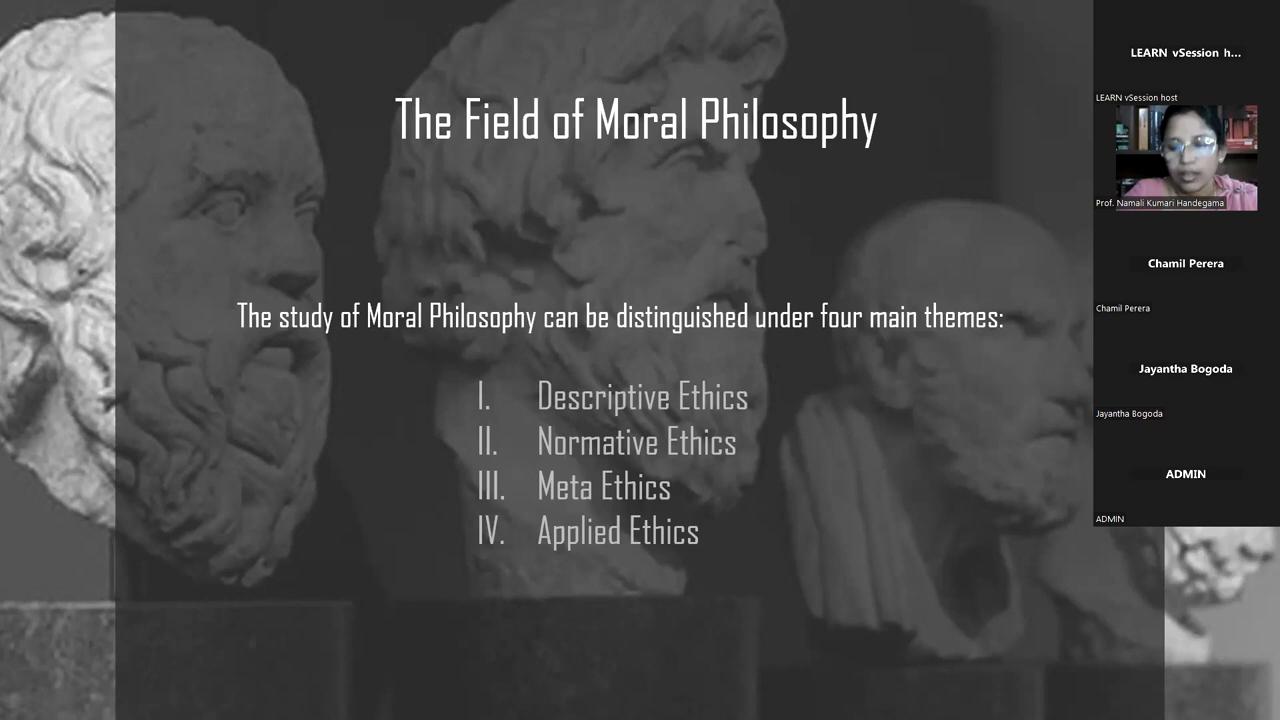 The Field of Moral Philosophy
The study of Moral Philosophy can be distinguished under four main themes:
I. Descriptive Ethics
II. Normative Ethics
III. Meta Ethics
IV. Applied Ethics
LEARN vSession h...
LEARN vSession host
Prof. Namali Kumari Handegama
Chamil Perera
Chamil Perera
Jayantha Bogoda
Jayantha Bogoda
ADMIN
ADMIN